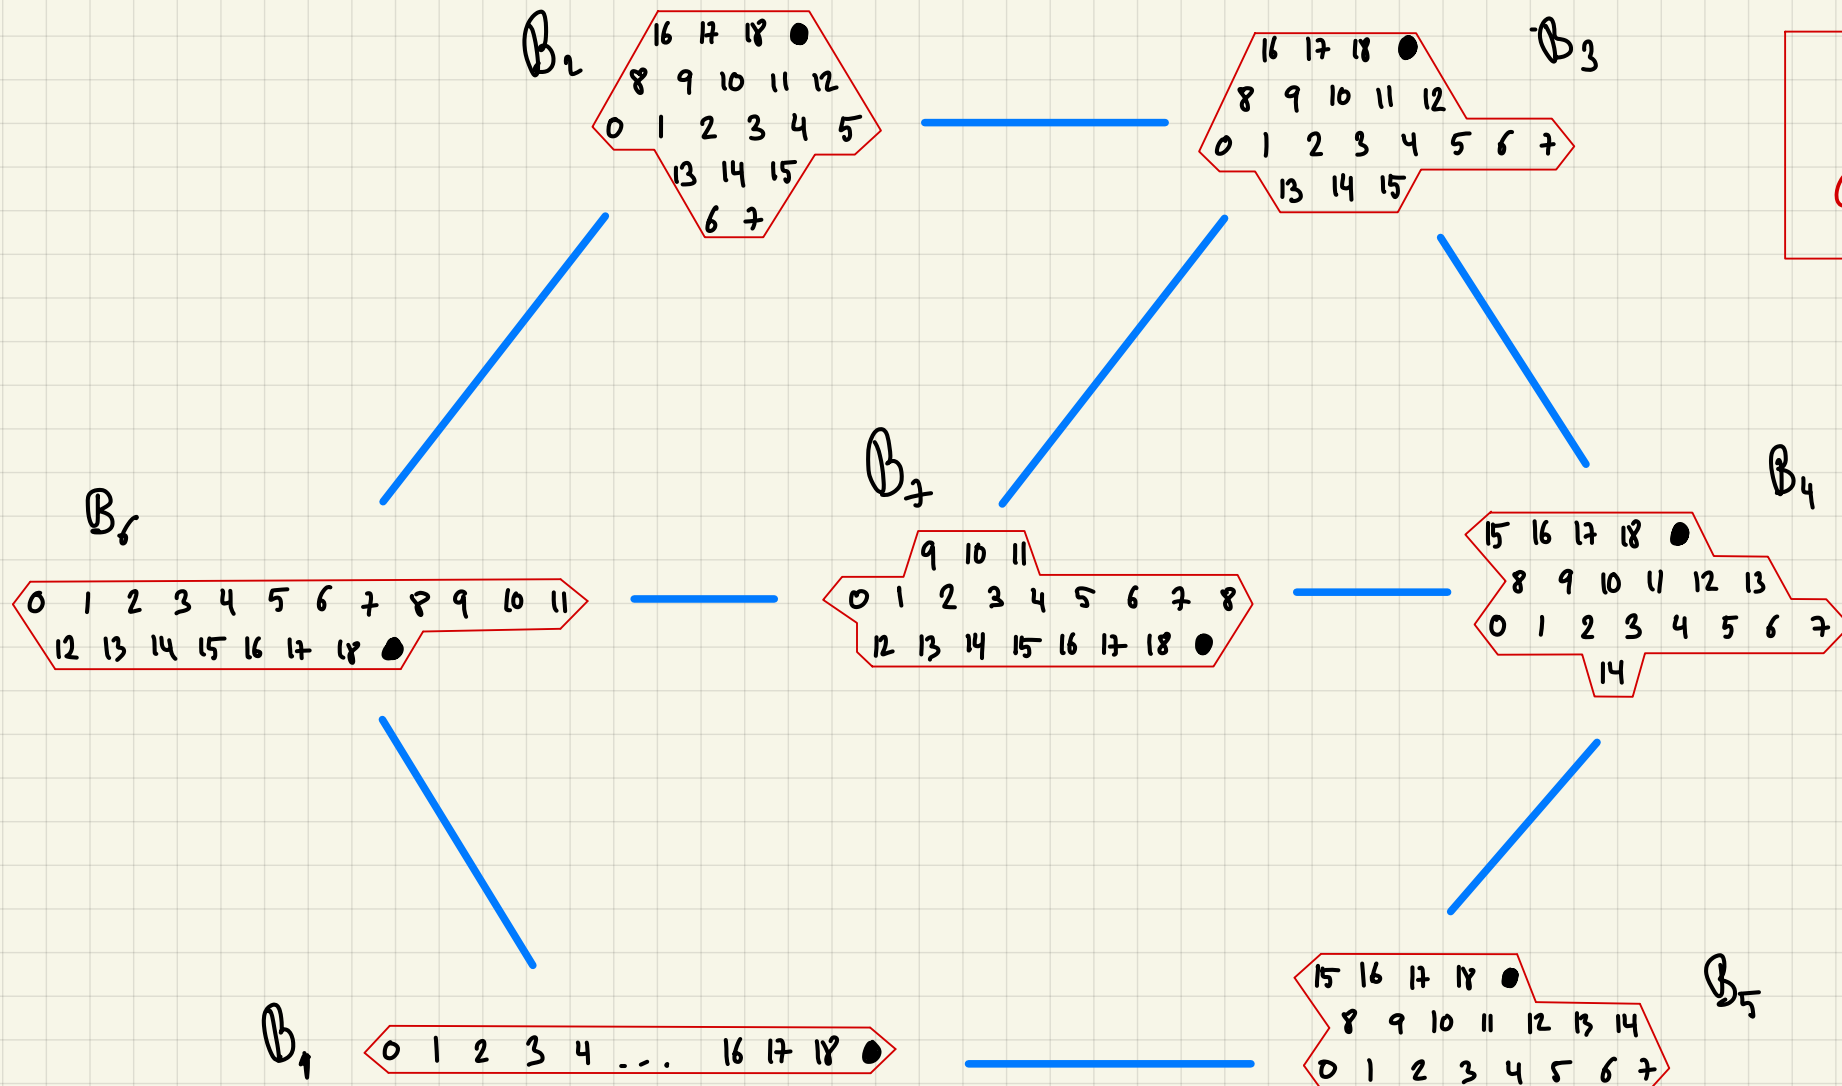 B2
16 17 18 ●
8 9 10 11 12
0 1 2 3 4 5
13 14 15
6 7
B3
16 17 18 ●
8 9 10 11 12
0 1 2 3 4 5 6 7
13 14 15
B6
0 1 2 3 4 5 6 7 8 9 10 11
12 13 14 15 16 17 18 ●
B7
9 10 11
0 1 2 3 4 5 6 7 8
12 13 14 15 16 17 18 ●
B4
15 16 17 18 ●
8 9 10 11 12 13
0 1 2 3 4 5 6 7
14
B1
0 1 2 3 4 ... 16 17 18 ●
B5
15 16 17 18 ●
8 9 10 11 12 13 14
0 1 2 3 4 5 6 7